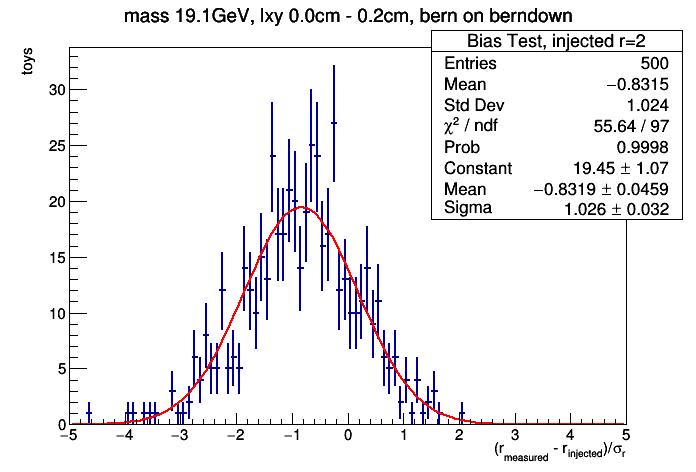 mass 19.1GeV, lxy 0.0cm - 0.2cm, bern on berndown
Bias Test, injected r=2
Entries 500
Mean −0.8315
Std Dev 1.024
χ² / ndf 55.64 / 97
Prob 0.9998
Constant 19.45 ± 1.07
Mean −0.8319 ± 0.0459
Sigma 1.026 ± 0.032
toys
30
25
20
15
10
5
0
−5 −4 −3 −2 −1 0 1 2 3 4 5
(r_measured - r_injected)/σ_r